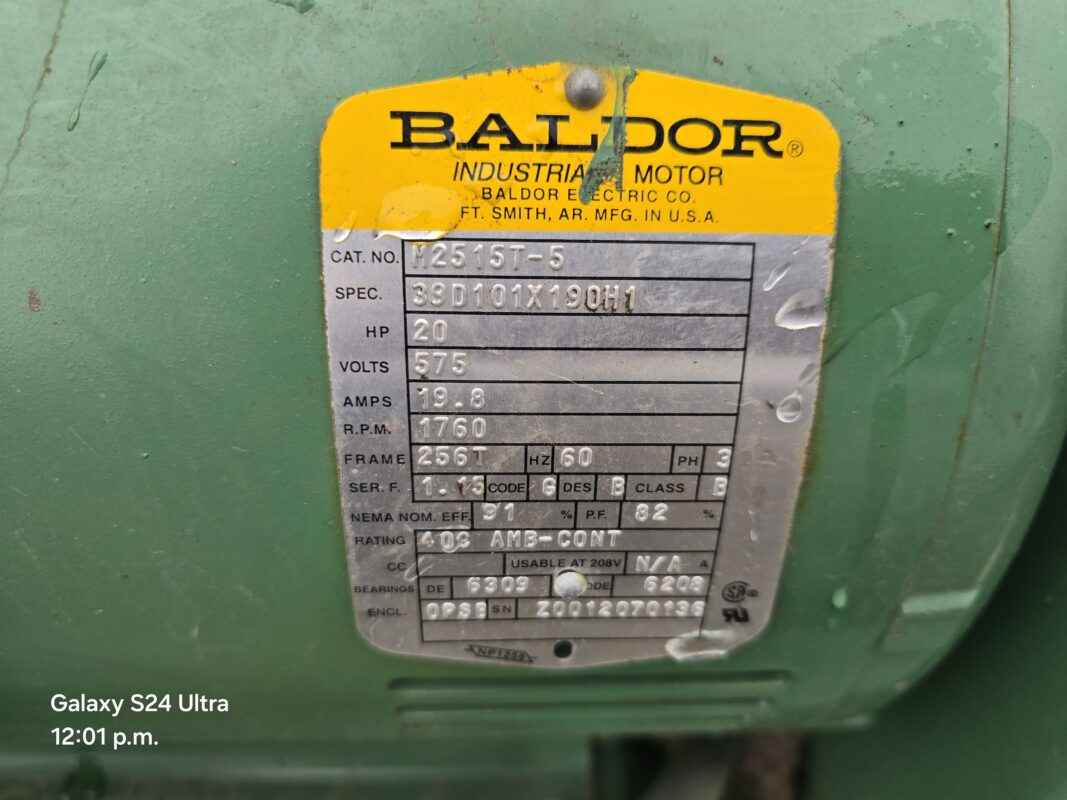 BALDOR®
INDUSTRIAL MOTOR
BALDOR ELECTRIC CO.
FT. SMITH, AR. MFG. IN U.S.A.
CAT. NO. M2515T-5
SPEC. 39D101X190H1
HP 20
VOLTS 575
AMPS 19.8
R.P.M. 1760
FRAME 256T HZ 60 PH 3
SER. F. 1.15 CODE G DES B CLASS B
NEMA NOM. EFF. 91 % P.F. 82 %
RATING 40C AMB-CONT
CC USABLE AT 208V N/A A
BEARINGS DE 6309 ODE 6208
ENCL. OPSB SN Z0012070136
Galaxy S24 Ultra
12:01 p.m.